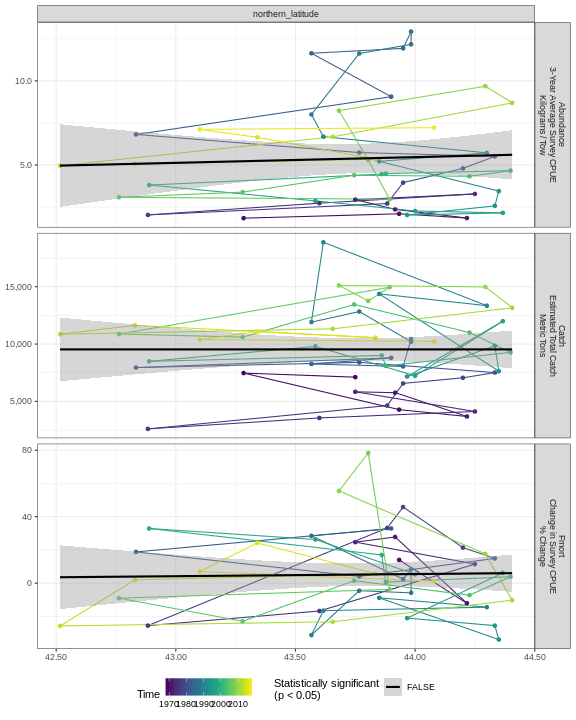 northern_latitude
10.0
5.0
Abundance
3-Year Average Survey CPUE
Kilograms / Tow
15,000
10,000
5,000
Catch
Estimated Total Catch
Metric Tons
80
40
0
Fmort
Change in Survey CPUE
% Change
42.50
43.00
43.50
44.00
44.50
Time
1970
1980
1990
2000
2010
Statistically significant
(p < 0.05)
FALSE